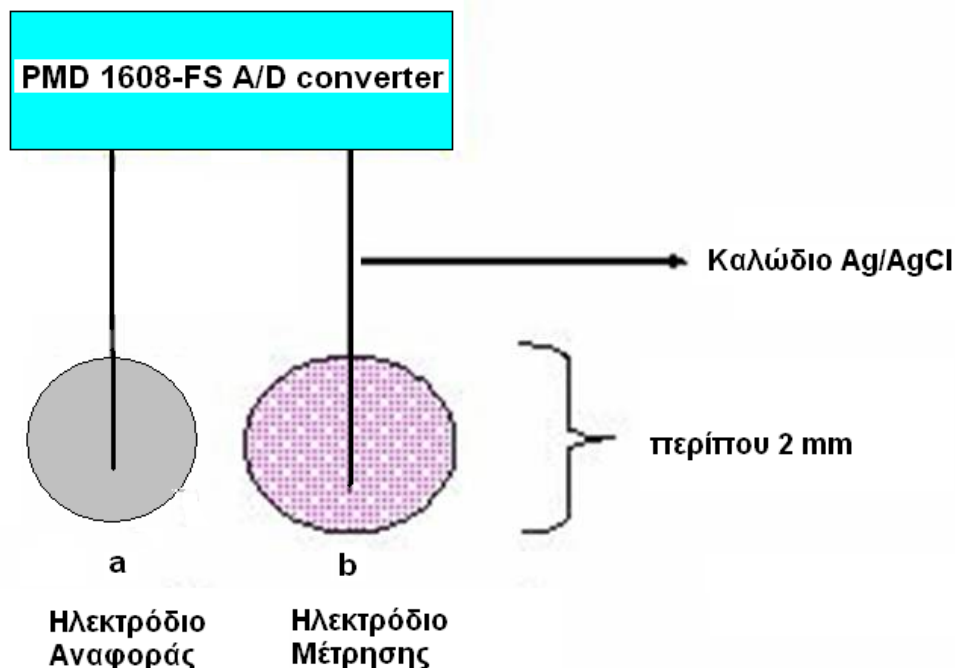 PMD 1608-FS A/D converter
Καλώδιο Ag/AgCl
περίπου 2 mm
a
b
Ηλεκτρόδιο
Αναφοράς
Ηλεκτρόδιο
Μέτρησης